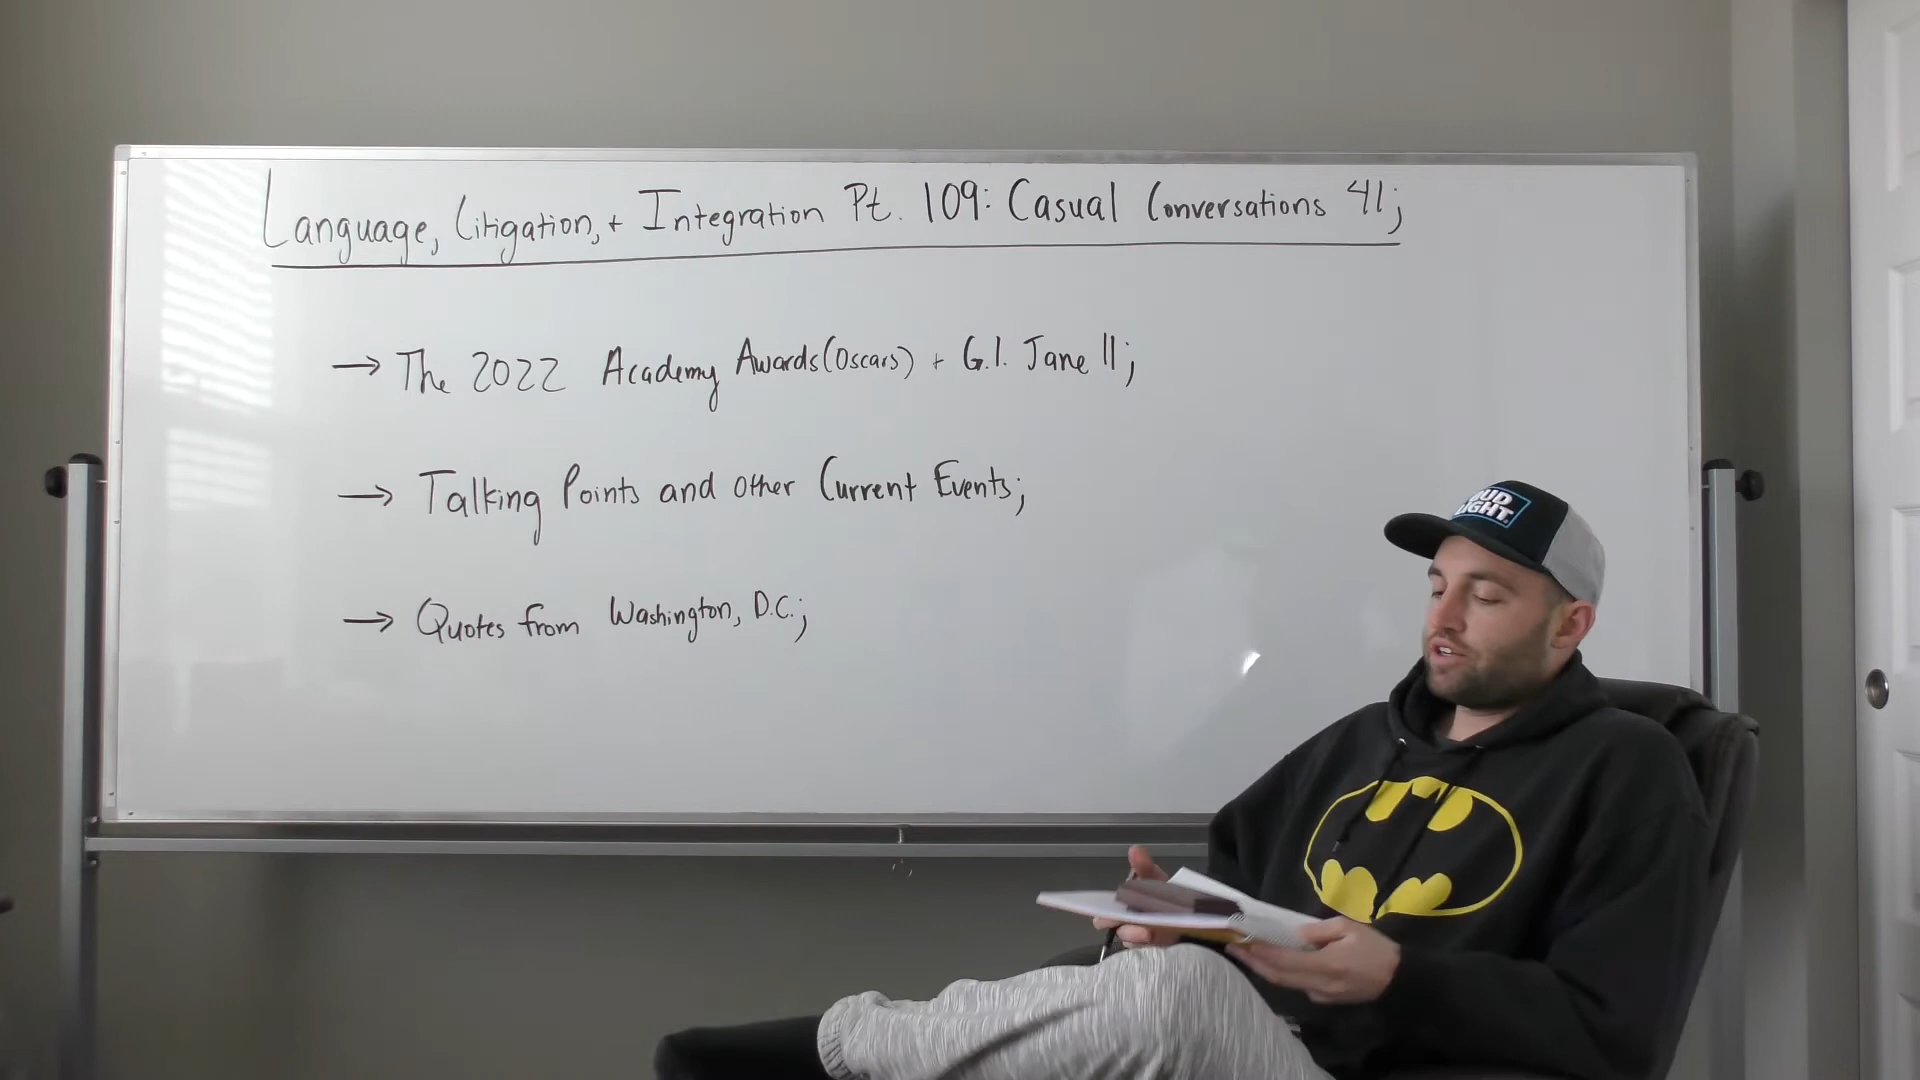 Language, Litigation, + Integration Pt. 109: Casual Conversations 41;
→ The 2022 Academy Awards (Oscars) + G.I. Jane II;
→ Talking Points and other Current Events;
→ Quotes from Washington, D.C.;
BUD
LIGHT.